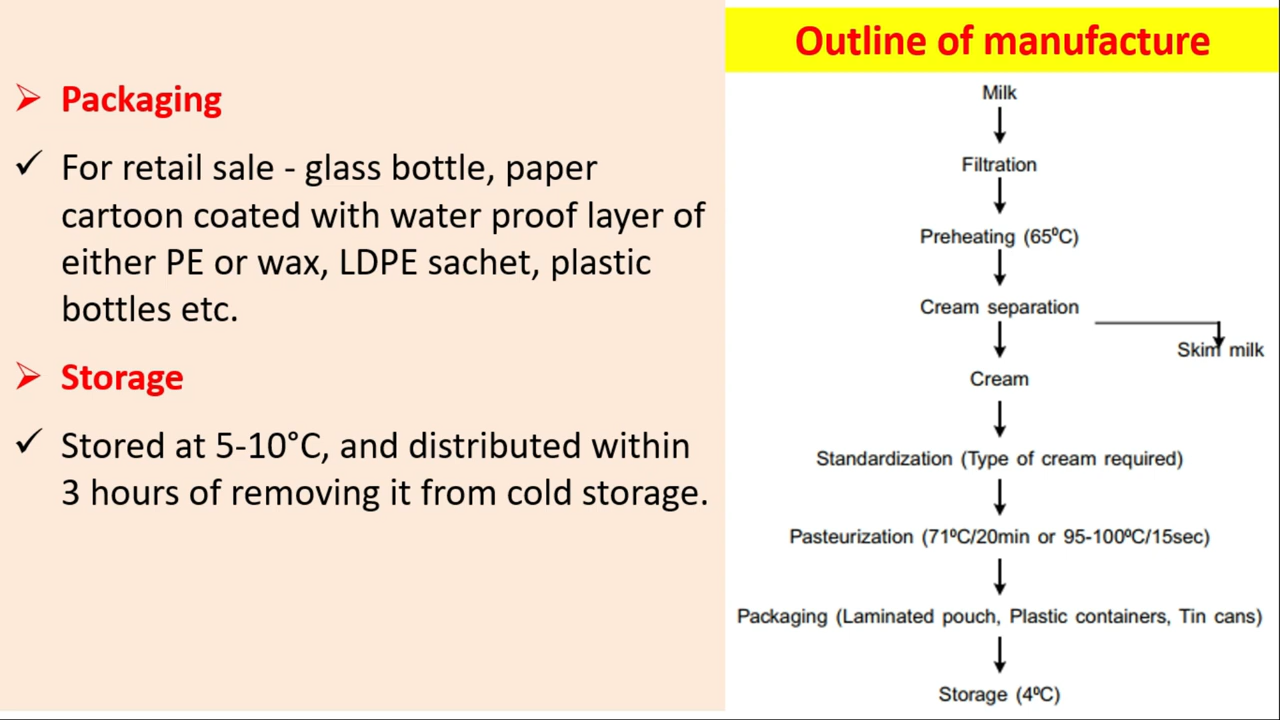 Packaging
For retail sale - glass bottle, paper
cartoon coated with water proof layer of
either PE or wax, LDPE sachet, plastic
bottles etc.
Storage
Stored at 5-10°C, and distributed within
3 hours of removing it from cold storage.
Outline of manufacture
Milk
Filtration
Preheating (65⁰C)
Cream separation
Skim milk
Cream
Standardization (Type of cream required)
Pasteurization (71⁰C/20min or 95-100⁰C/15sec)
Packaging (Laminated pouch, Plastic containers, Tin cans)
Storage (4⁰C)